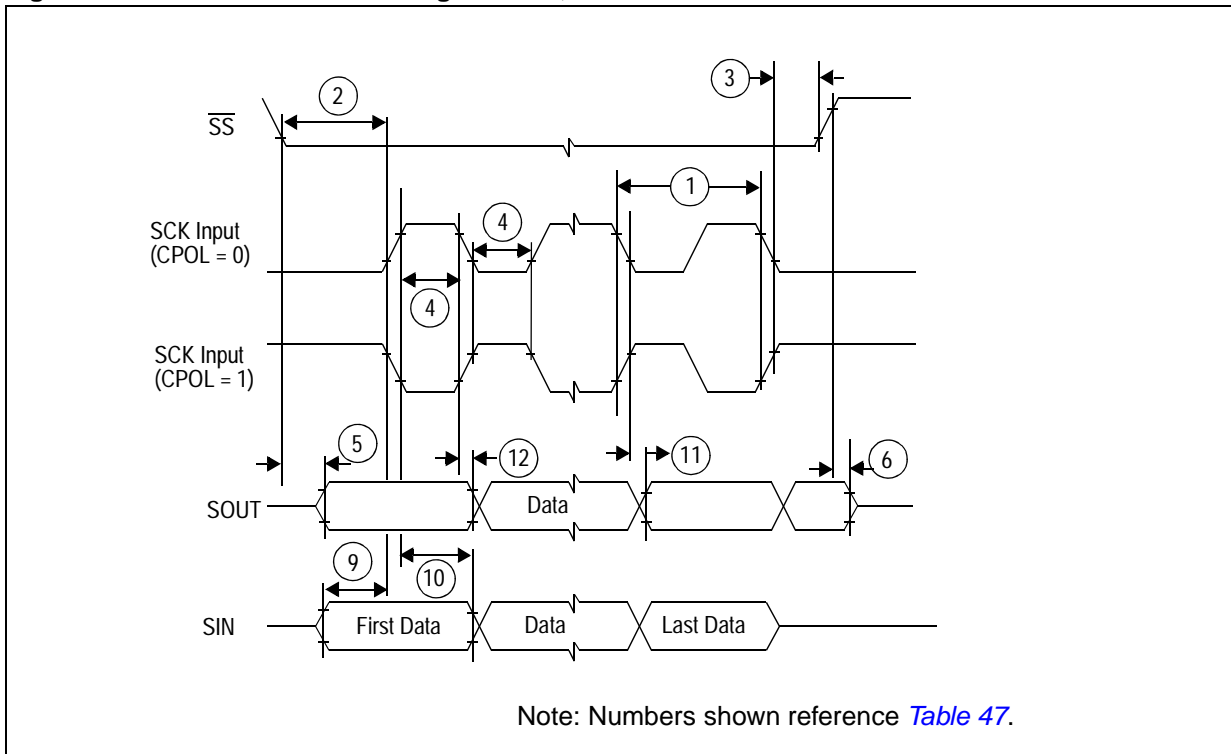 2
3
SS
1
SCK Input
(CPOL = 0)
4
4
SCK Input
(CPOL = 1)
5
12
11
6
SOUT
Data
9
10
SIN
First Data
Data
Last Data
Note: Numbers shown reference Table 47.